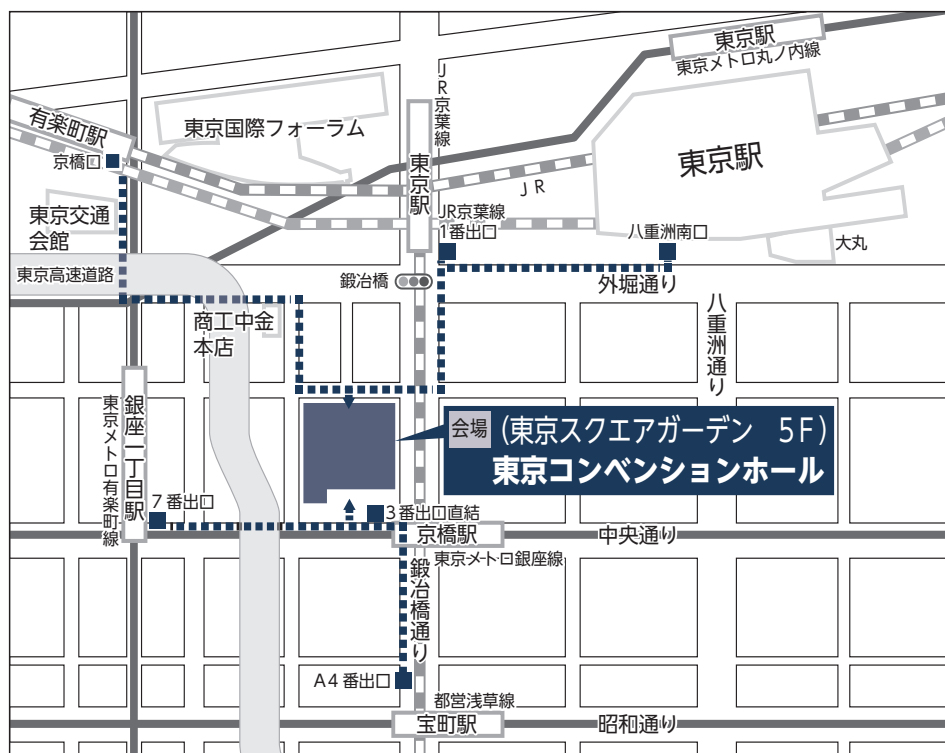 東京駅
東京メトロ丸ノ内線
JR京葉線
有楽町駅
東京国際フォーラム
京橋口
東京駅
東京駅
JR
東京交通
会館
JR京葉線
1番出口
八重洲南口
大丸
東京高速道路
鍛冶橋
外堀通り
商工中金
本店
八重洲通り
銀座一丁目駅
東京メトロ有楽町線
会場
(東京スクエアガーデン 5F)
東京コンベンションホール
7番出口
3番出口直結
京橋駅
中央通り
東京メトロ銀座線
鍛冶橋通り
A4番出口
都営浅草線
宝町駅
昭和通り